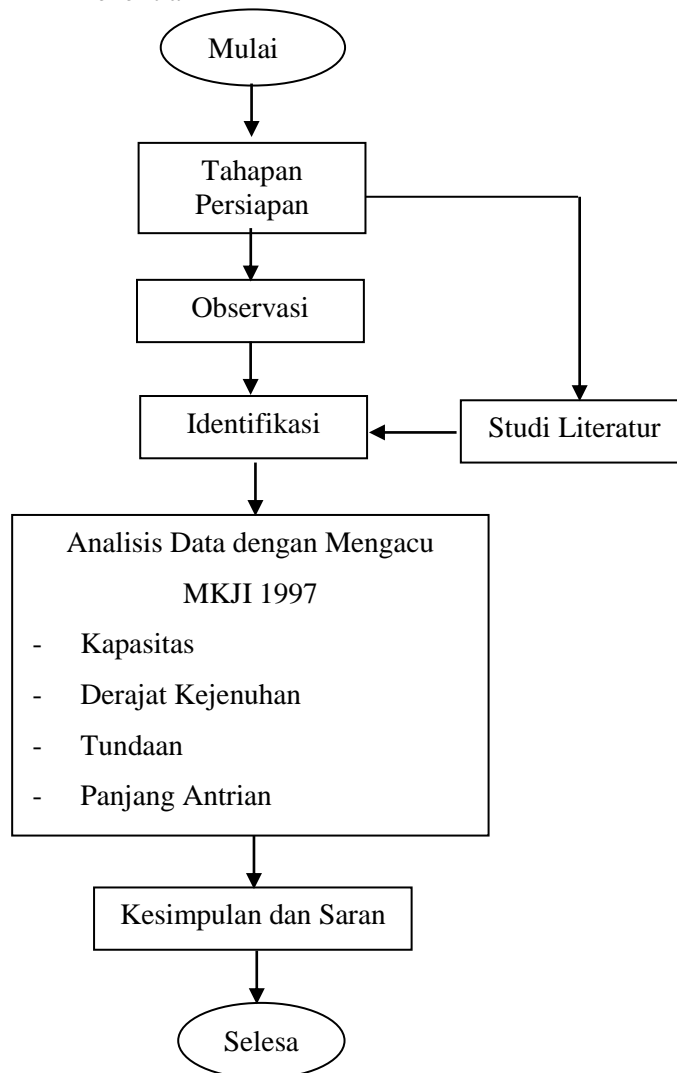 Mulai
Tahapan
Persiapan
Observasi
Identifikasi
Studi Literatur
Analisis Data dengan Mengacu
MKJI 1997
- Kapasitas
- Derajat Kejenuhan
- Tundaan
- Panjang Antrian
Kesimpulan dan Saran
Selesa